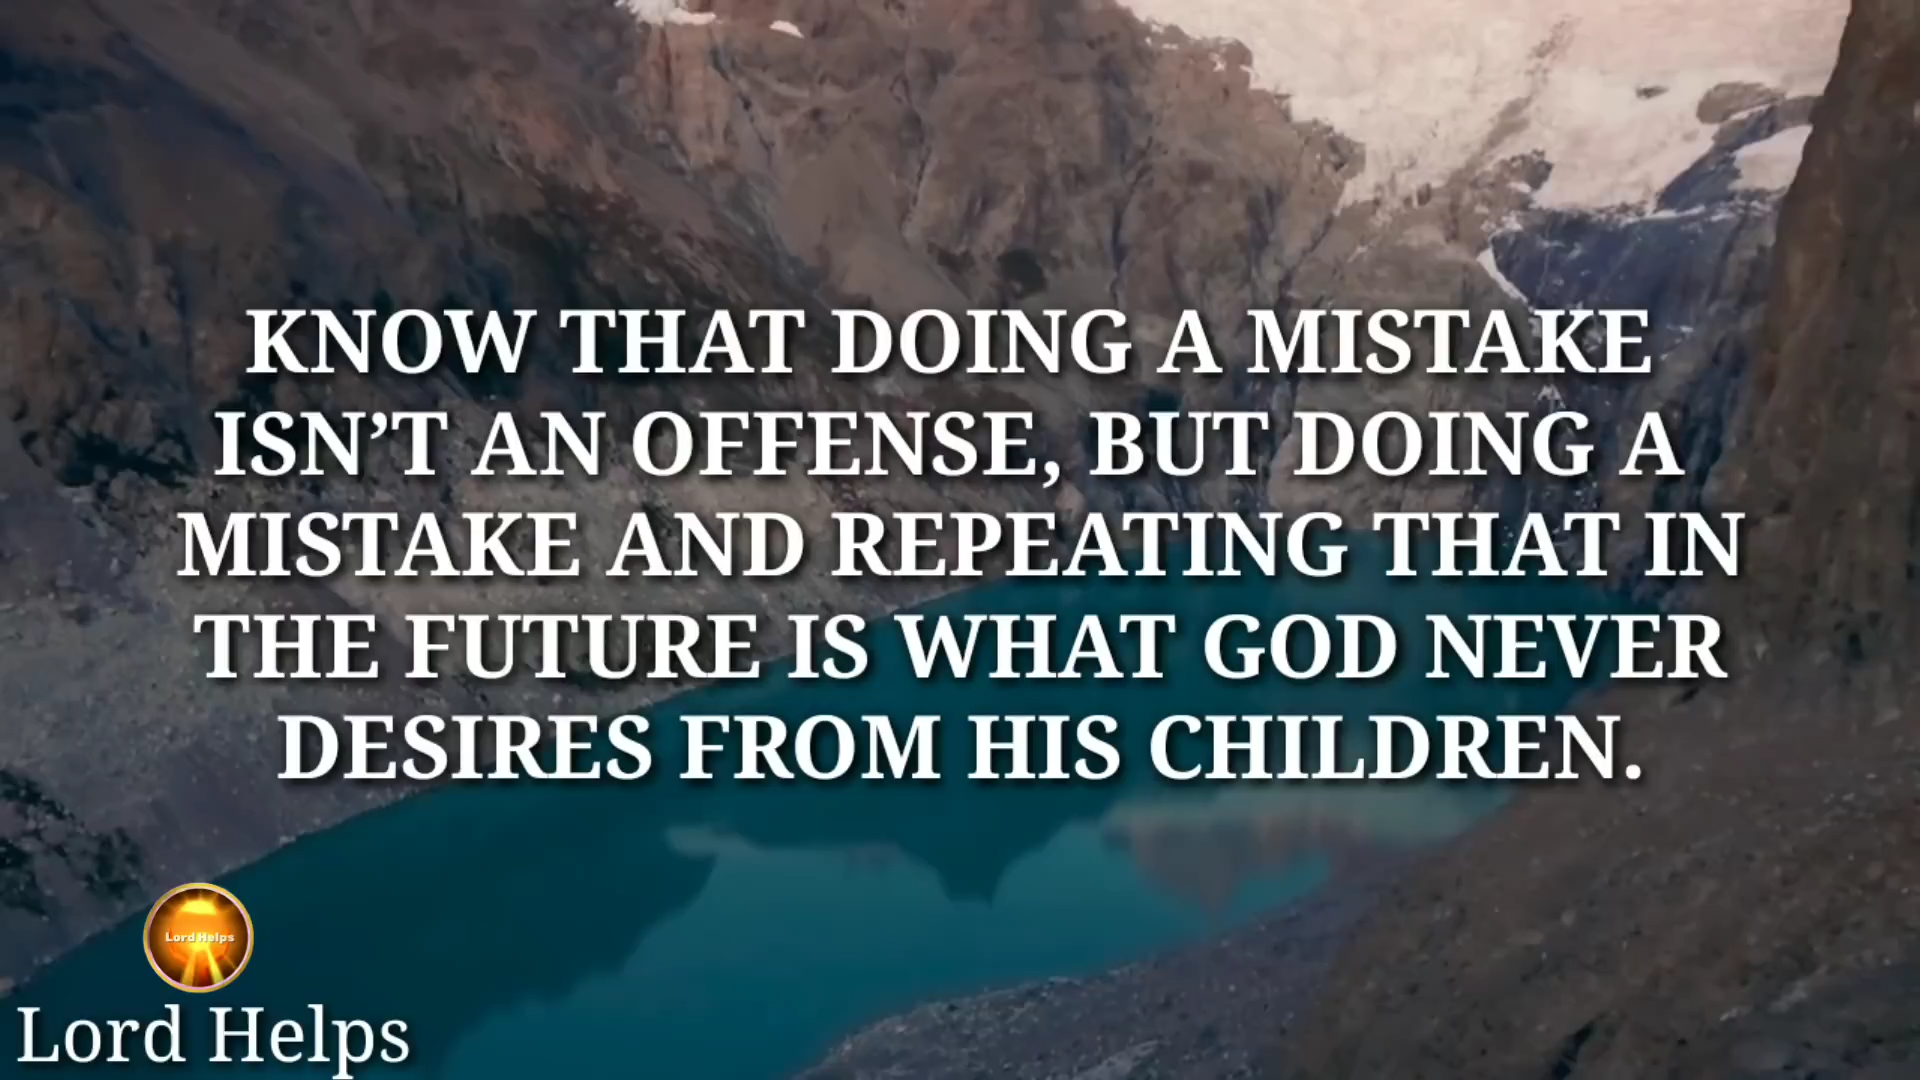 KNOW THAT DOING A MISTAKE
ISN’T AN OFFENSE, BUT DOING A
MISTAKE AND REPEATING THAT IN
THE FUTURE IS WHAT GOD NEVER
DESIRES FROM HIS CHILDREN.
Lord Helps
Lord Helps